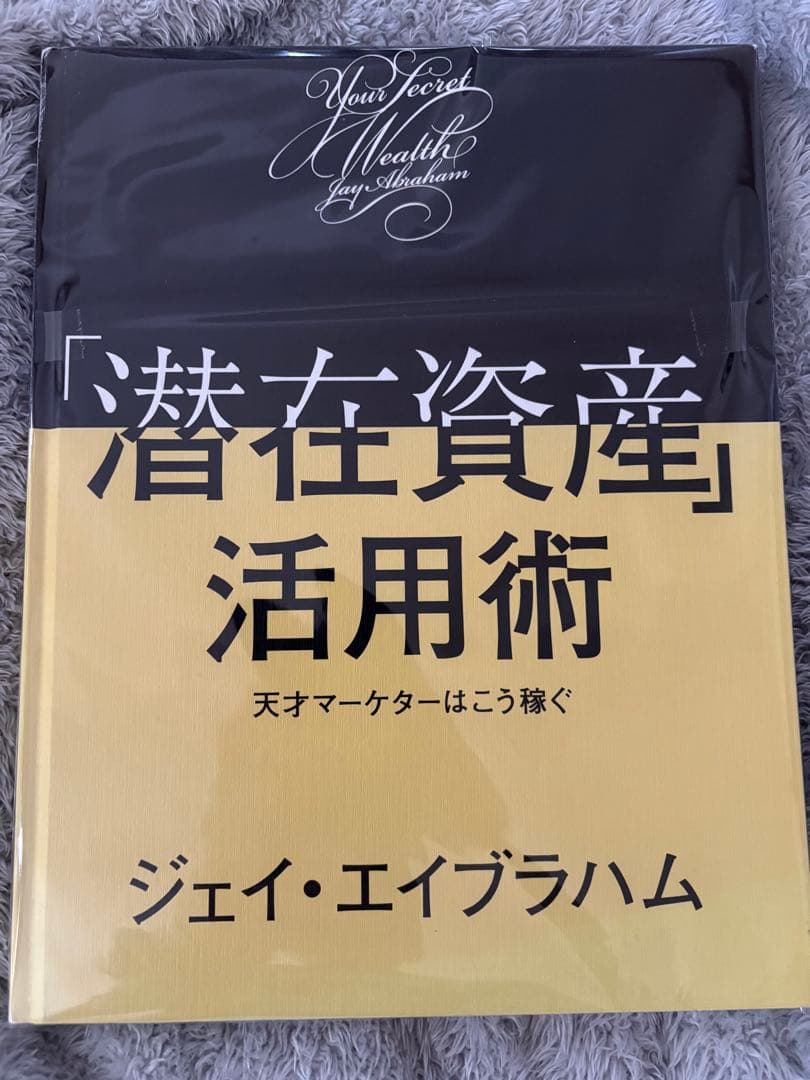 Your Secret
Wealth
Jay Abraham
「潜在資産」
活用術
天才マーケターはこう稼ぐ
ジェイ・エイブラハム